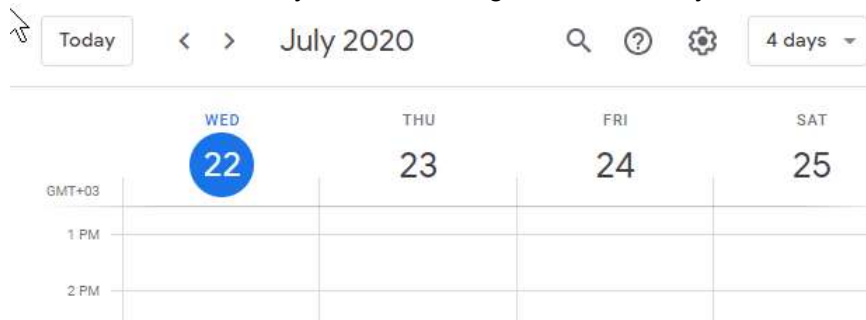 Today July 2020 4 days
WED THU FRI SAT
22 23 24 25
GMT+03
1 PM
2 PM